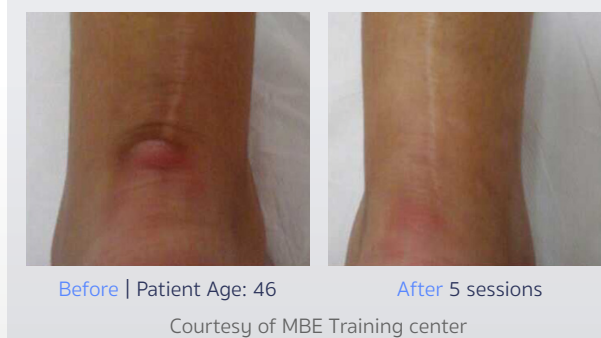 Before | Patient Age: 46
After 5 sessions
Courtesy of MBE Training center